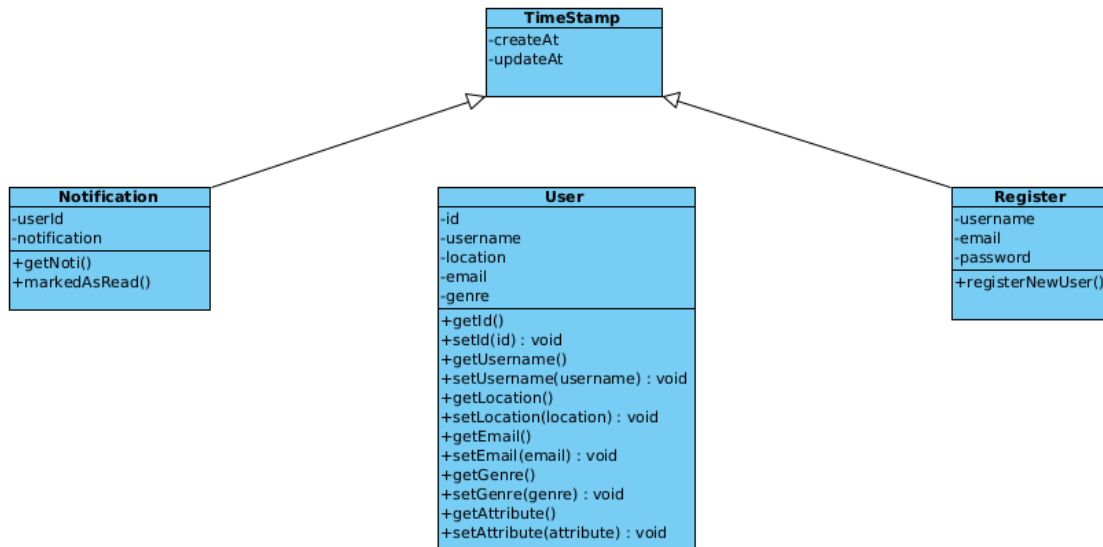 TimeStamp
-createAt
-updateAt
Notification
-userId
-notification
+getNoti()
+markedAsRead()
User
-id
-username
-location
-email
-genre
+getId()
+setId(id) : void
+getUsername()
+setUsername(username) : void
+getLocation()
+setLocation(location) : void
+getEmail()
+setEmail(email) : void
+getGenre()
+setGenre(genre) : void
+getAttribute()
+setAttribute(attribute) : void
Register
-username
-email
-password
+registerNewUser()